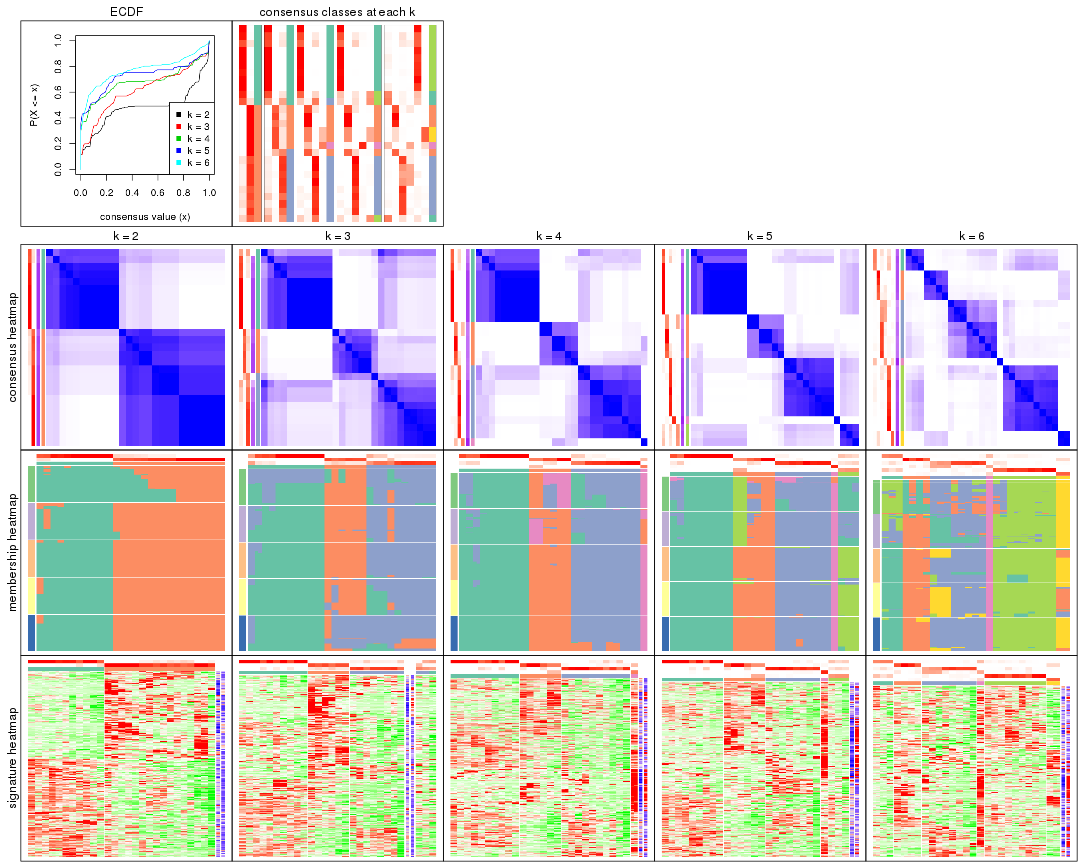 ECDF
consensus classes at each k
P(X <= x)
1.0
0.8
0.6
0.4
0.2
0.0
k = 2
k = 3
k = 4
k = 5
k = 6
0.0 0.2 0.4 0.6 0.8 1.0
consensus value (x)
k = 2
k = 3
k = 4
k = 5
k = 6
consensus heatmap
membership heatmap
signature heatmap